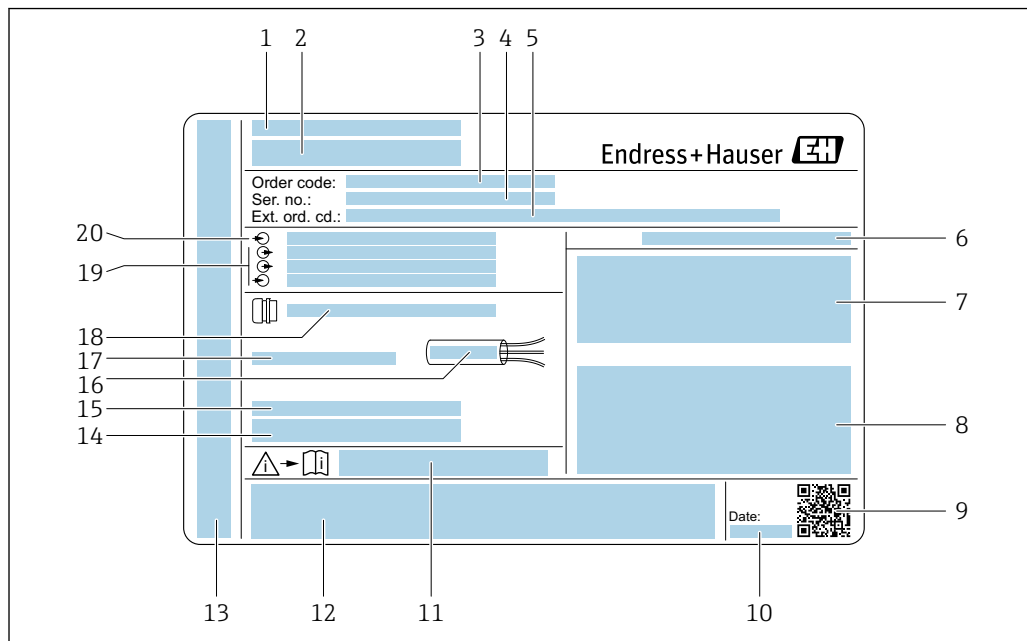 1 2 3 4 5
Endress+Hauser EH
Order code:
Ser. no.:
Ext. ord. cd.:
20
6
19
7
18
17
16
15
8
14
i i
Date:
9
13 12 11 10